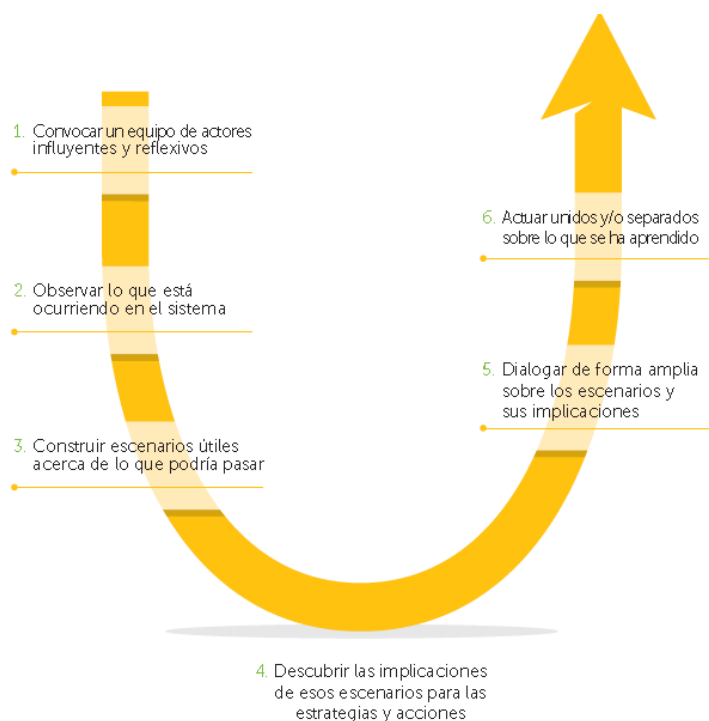 1. Convocar un equipo de actores
influyentes y reflexivos
2. Observar lo que está
ocurriendo en el sistema
3. Construir escenarios útiles
acerca de lo que podría pasar
4. Descubrir las implicaciones
de esos escenarios para las
estrategias y acciones
5. Dialogar de forma amplia
sobre los escenarios y
sus implicaciones
6. Actuar unidos y/o separados
sobre lo que se ha aprendido